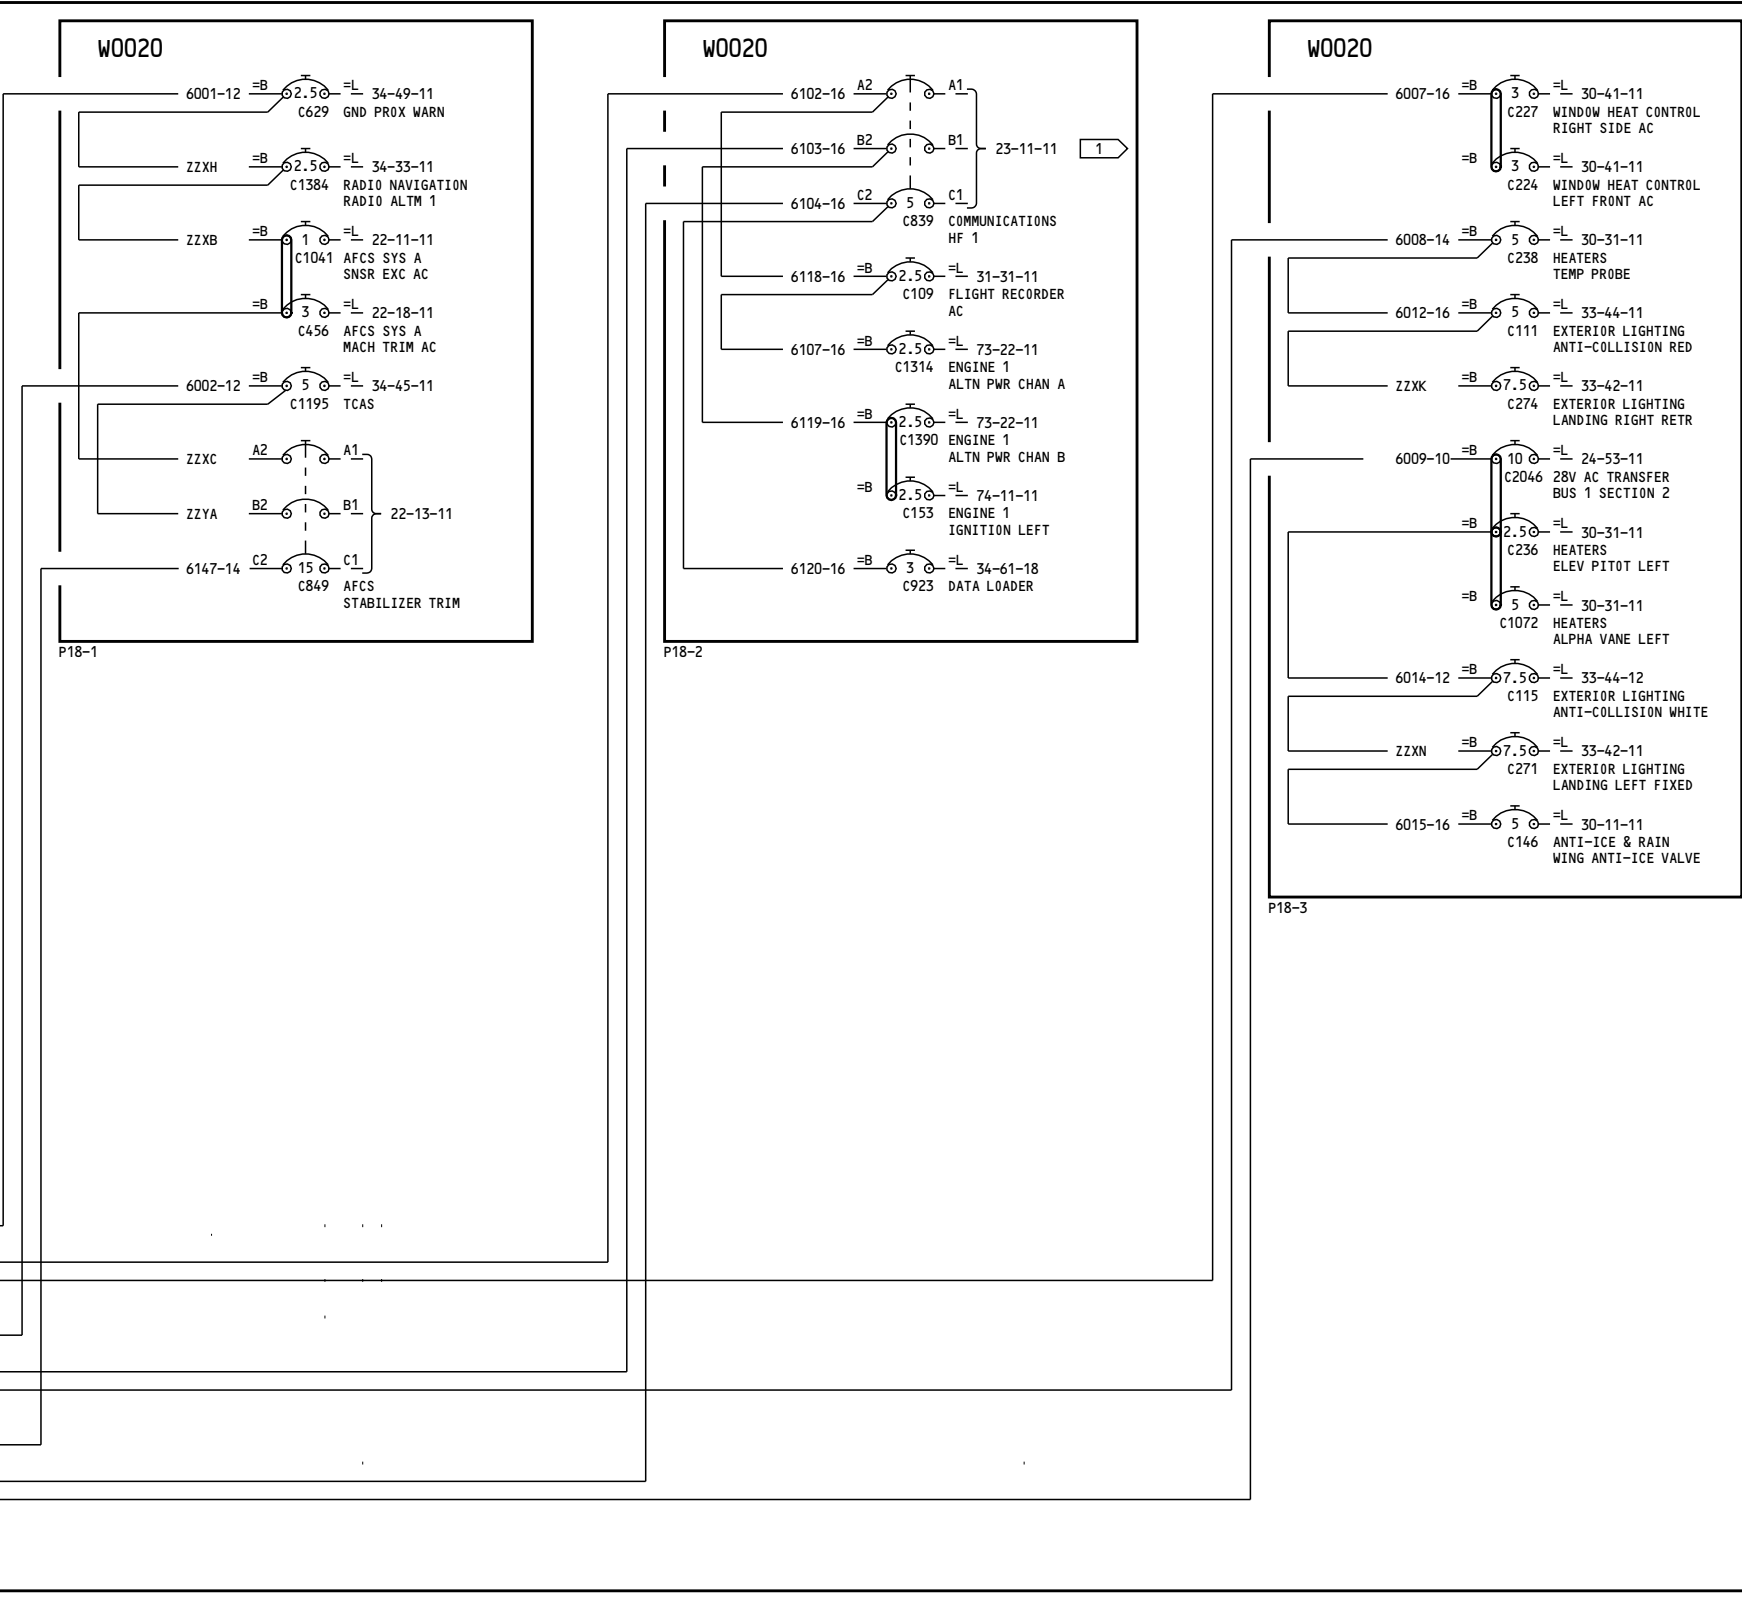 W0020
6001-12 =B 2.5 =L 34-49-11
C629 GND PROX WARN
ZZXH =B 2.5 =L 34-33-11
C1384 RADIO NAVIGATION
RADIO ALTM 1
ZZXB =B 1 =L 22-11-11
C1041 AFCS SYS A
SNSR EXC AC
=B 3 =L 22-18-11
C456 AFCS SYS A
MACH TRIM AC
6002-12 =B 5 =L 34-45-11
C1195 TCAS
ZZXC A2 A1
ZZYA B2 B1 22-13-11
6147-14 C2 15 C1
C849 AFCS
STABILIZER TRIM
P18-1
W0020
6102-16 A2 A1
6103-16 B2 B1 23-11-11 1
6104-16 C2 5 C1
C839 COMMUNICATIONS
HF 1
6118-16 =B 2.5 =L 31-31-11
C109 FLIGHT RECORDER
AC
6107-16 =B 2.5 =L 73-22-11
C1314 ENGINE 1
ALTN PWR CHAN A
6119-16 =B 2.5 =L 73-22-11
C1390 ENGINE 1
ALTN PWR CHAN B
=B 2.5 =L 74-11-11
C153 ENGINE 1
IGNITION LEFT
6120-16 =B 3 =L 34-61-18
C923 DATA LOADER
P18-2
W0020
6007-16 =B 3 =L 30-41-11
C227 WINDOW HEAT CONTROL
RIGHT SIDE AC
=B 3 =L 30-41-11
C224 WINDOW HEAT CONTROL
LEFT FRONT AC
6008-14 =B 5 =L 30-31-11
C238 HEATERS
TEMP PROBE
6012-16 =B 5 =L 33-44-11
C111 EXTERIOR LIGHTING
ANTI-COLLISION RED
ZZXK =B 7.5 =L 33-42-11
C274 EXTERIOR LIGHTING
LANDING RIGHT RETR
6009-10 =B 10 =L 24-53-11
C2046 28V AC TRANSFER
BUS 1 SECTION 2
=B 2.5 =L 30-31-11
C236 HEATERS
ELEV PITOT LEFT
=B 5 =L 30-31-11
C1072 HEATERS
ALPHA VANE LEFT
6014-12 =B 7.5 =L 33-44-12
C115 EXTERIOR LIGHTING
ANTI-COLLISION WHITE
ZZXN =B 7.5 =L 33-42-11
C271 EXTERIOR LIGHTING
LANDING LEFT FIXED
6015-16 =B 5 =L 30-11-11
C146 ANTI-ICE & RAIN
WING ANTI-ICE VALVE
P18-3